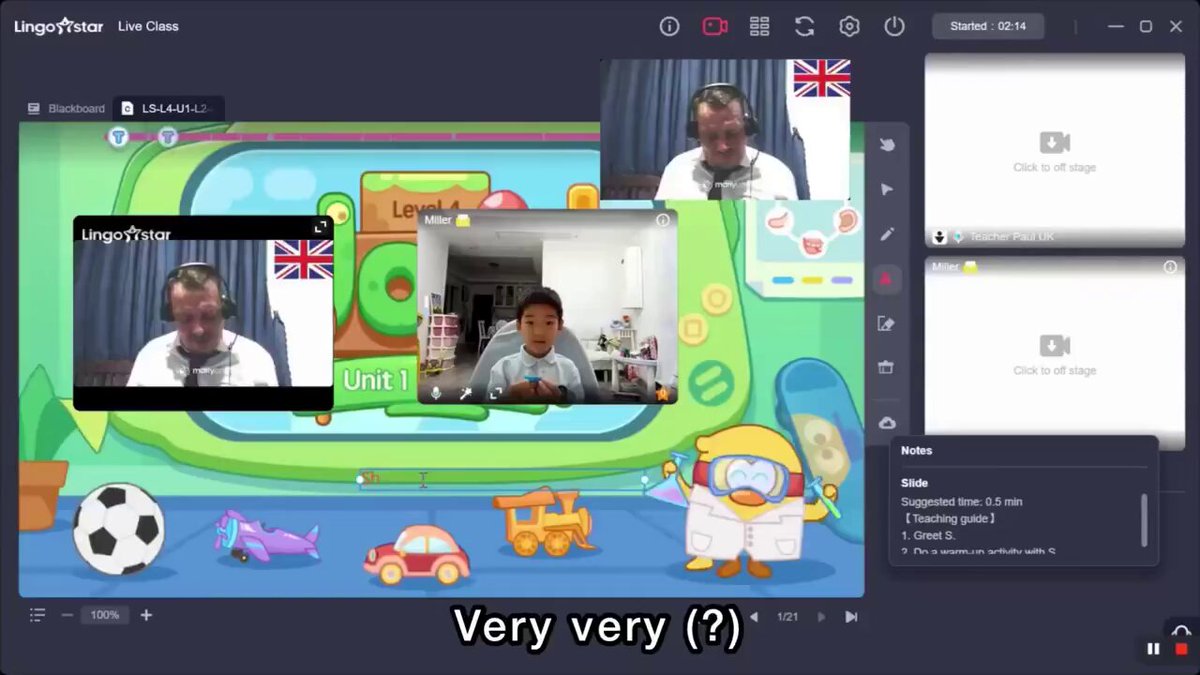 LingoStar Live Class
Started : 02:14
Blackboard
LS-L4-U1-L2-
T T
Level 4
LingoStar
Miller
Click to off stage
Teacher Paul UK
Miller
Click to off stage
Unit 1
Sh
Notes
Slide
Suggested time: 0.5 min
【Teaching guide】
1. Greet S.
2. Do a warm-up activity with S
100%
1/21
Very very (?)